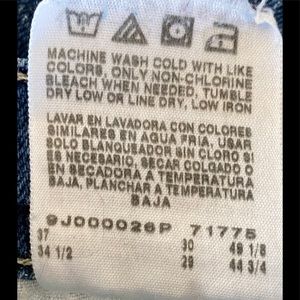 MACHINE WASH COLD WITH LIKE
COLORS, ONLY NON-CHLORINE
BLEACH WHEN NEEDED, TUMBLE
DRY LOW OR LINE DRY, LOW IRON
LAVAR EN LAVADORA CON COLORES
SIMILARES EN AGUA FRIA, USAR
SOLO BLANQUEADOR SIN CLORO SI
ES NECESARIO, SECAR COLGADO O
EN SECADORA A TEMPERATURA
BAJA, PLANCHAR A TEMPERATURA
BAJA
9J000026P 71775
37 30 49 1/8
34 1/2 29 44 3/4